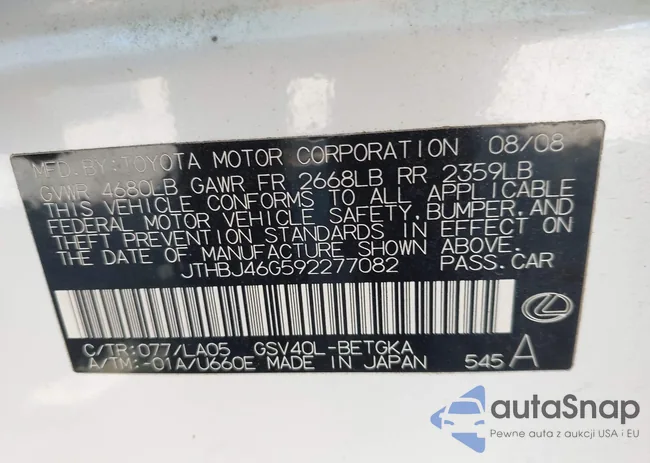 MFD.BY:TOYOTA MOTOR CORPORATION 08/08
GVWR 4680LB GAWR FR 2668LB RR 2359LB
THIS VEHICLE CONFORMS TO ALL APPLICABLE
FEDERAL MOTOR VEHICLE SAFETY, BUMPER, AND
THEFT PREVENTION STANDARDS IN EFFECT ON
THE DATE OF MANUFACTURE SHOWN ABOVE.
JTHBJ46G592277082 PASS.CAR
C/TR:077/LA05 GSV40L-BETGKA
A/TM:-01A/U660E MADE IN JAPAN 545 A
autaSnap
Pewne auta z aukcji USA i EU